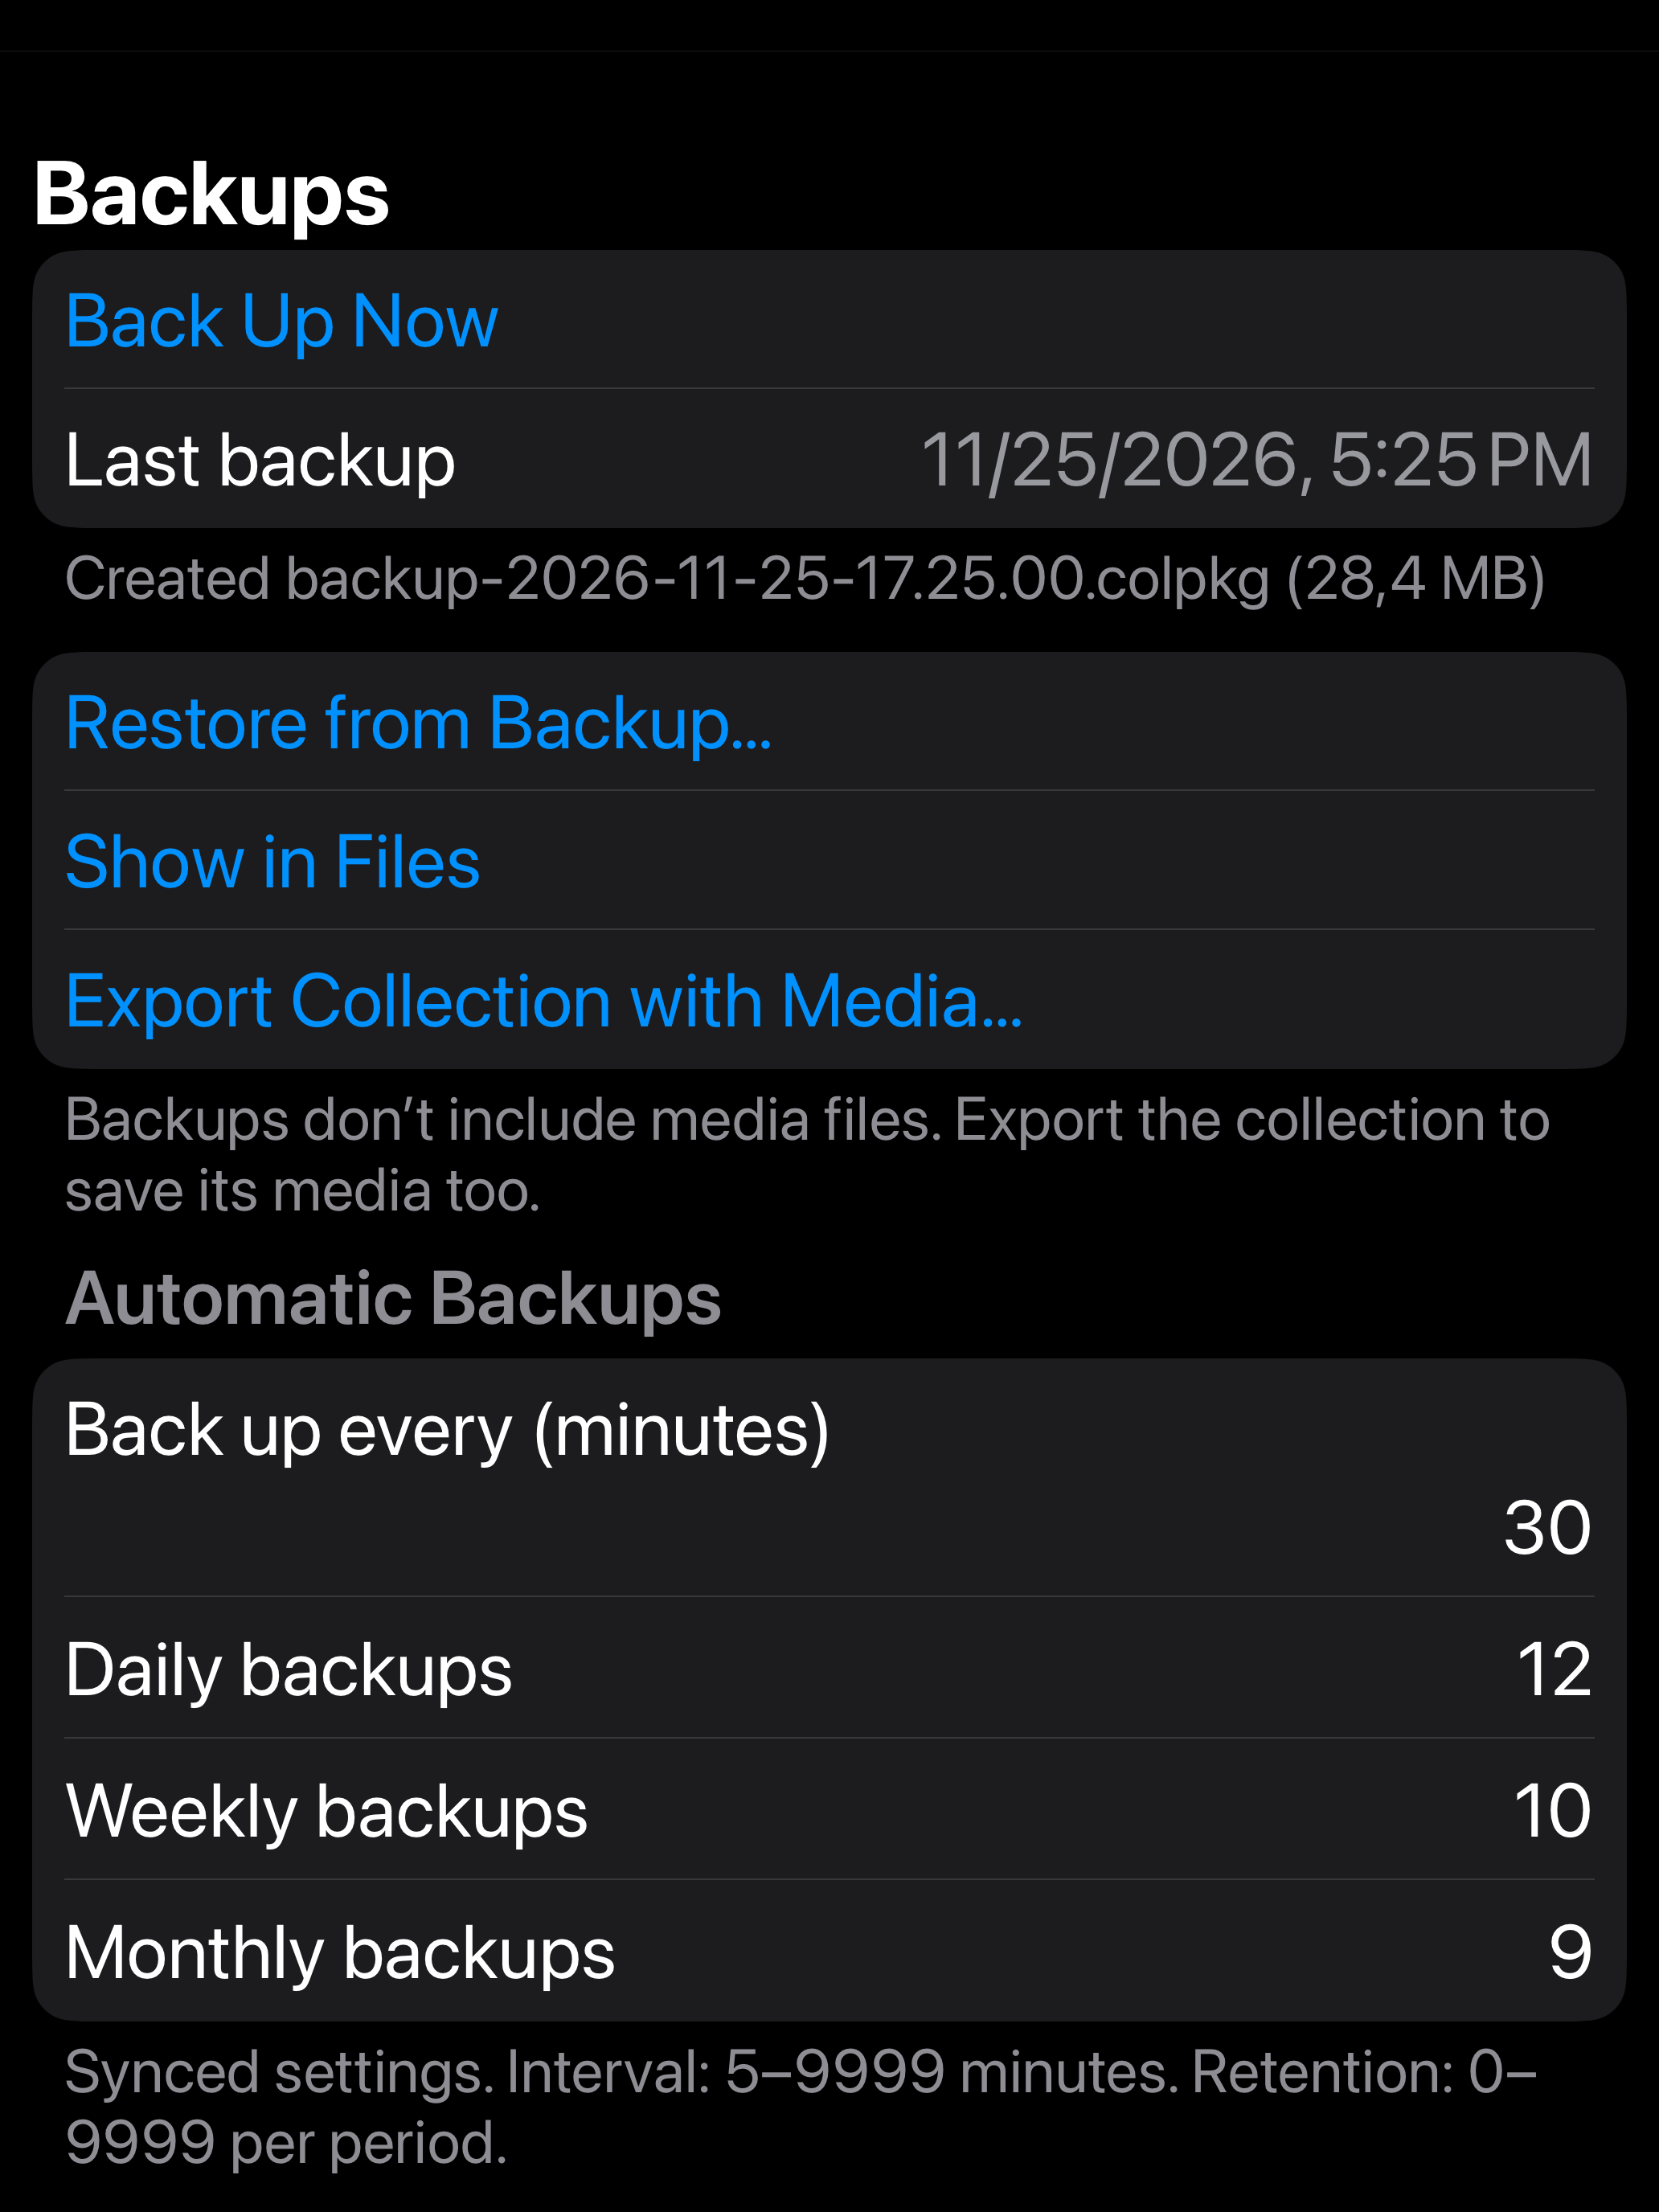 Backups
Back Up Now
Last backup 11/25/2026, 5:25 PM
Created backup-2026-11-25-17.25.00.colpkg (28,4 MB)
Restore from Backup...
Show in Files
Export Collection with Media...
Backups don’t include media files. Export the collection to
save its media too.
Automatic Backups
Back up every (minutes)
30
Daily backups 12
Weekly backups 10
Monthly backups 9
Synced settings. Interval: 5–9999 minutes. Retention: 0–
9999 per period.